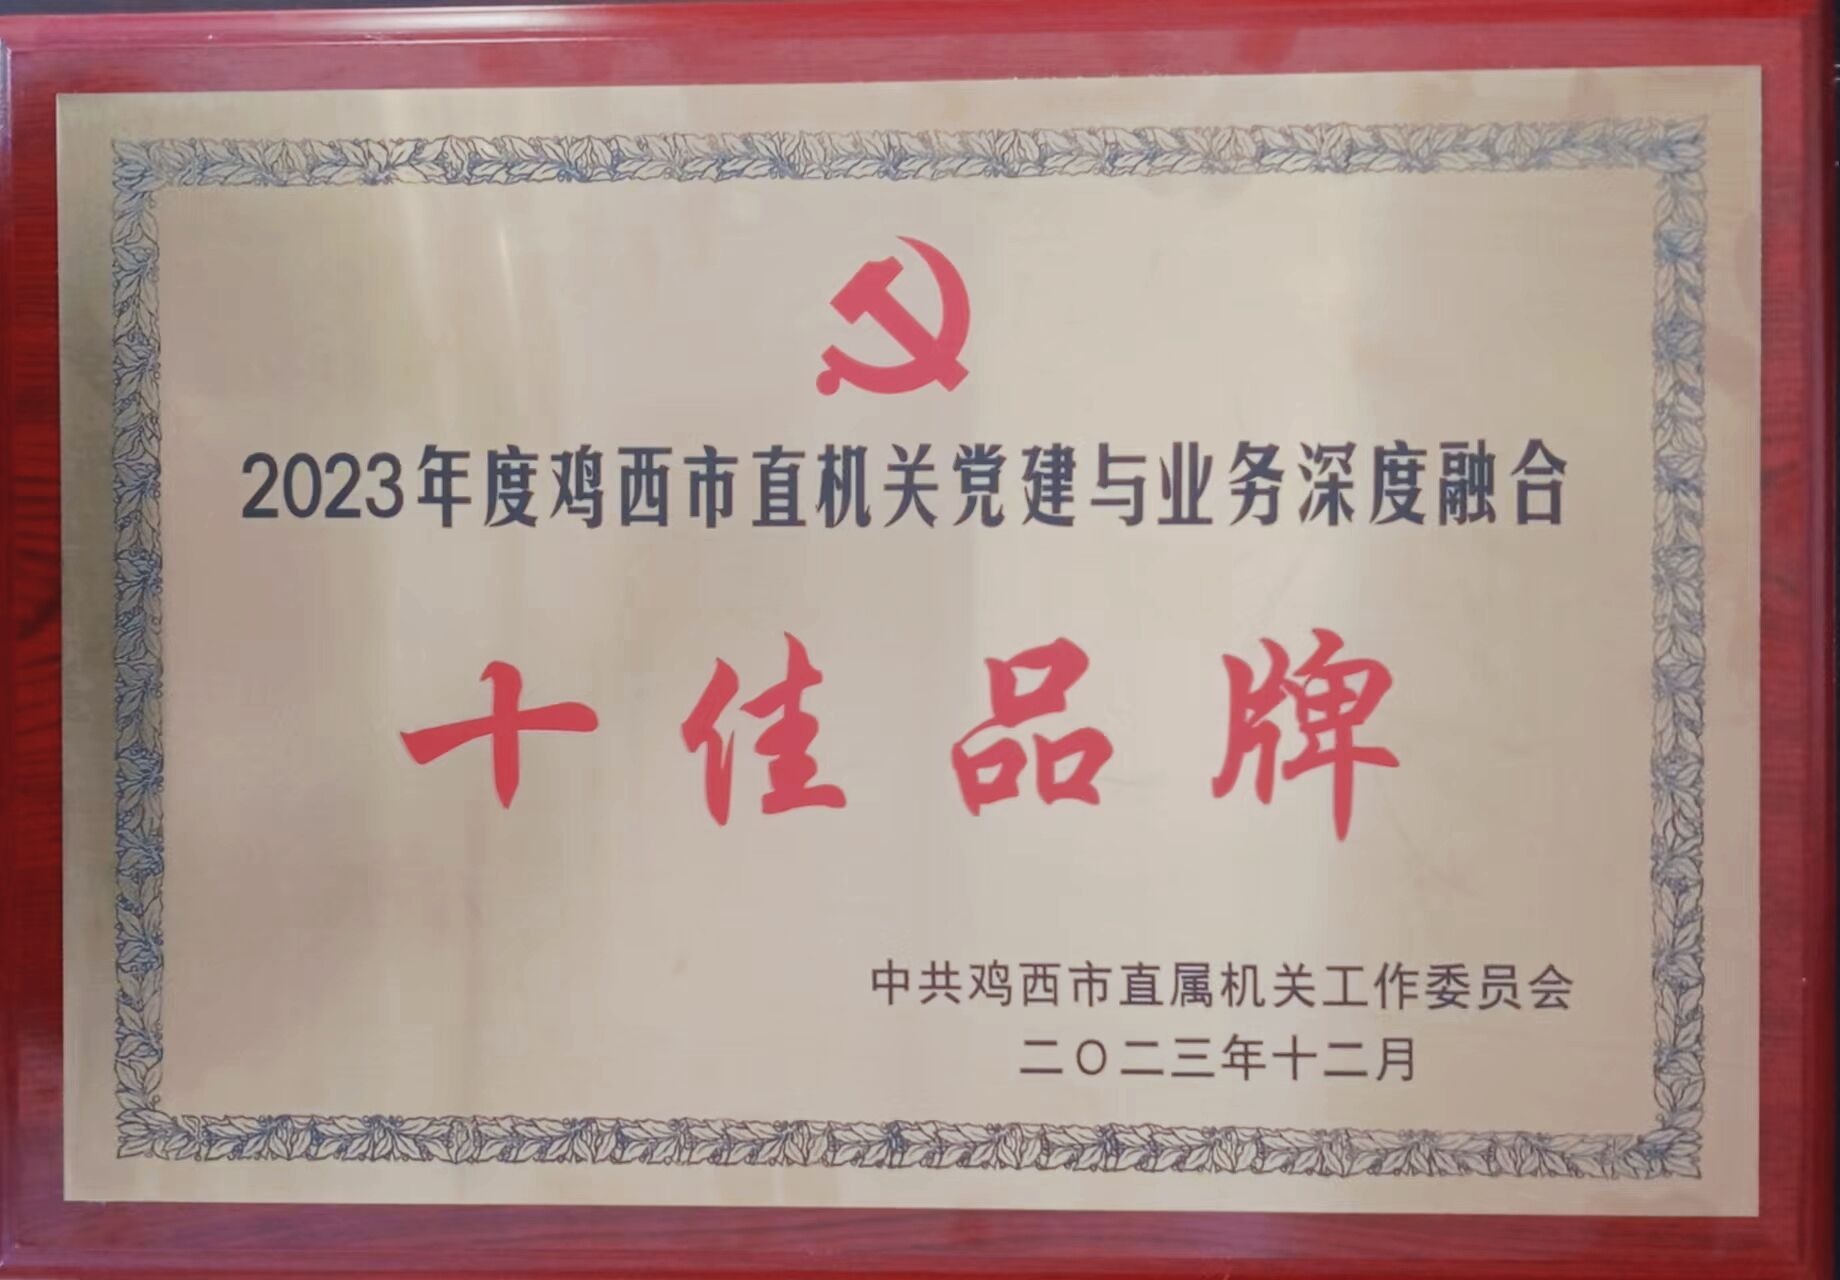 2023年度鸡西市直机关党建与业务深度融合
十佳品牌
中共鸡西市直属机关工作委员会
二〇二三年十二月